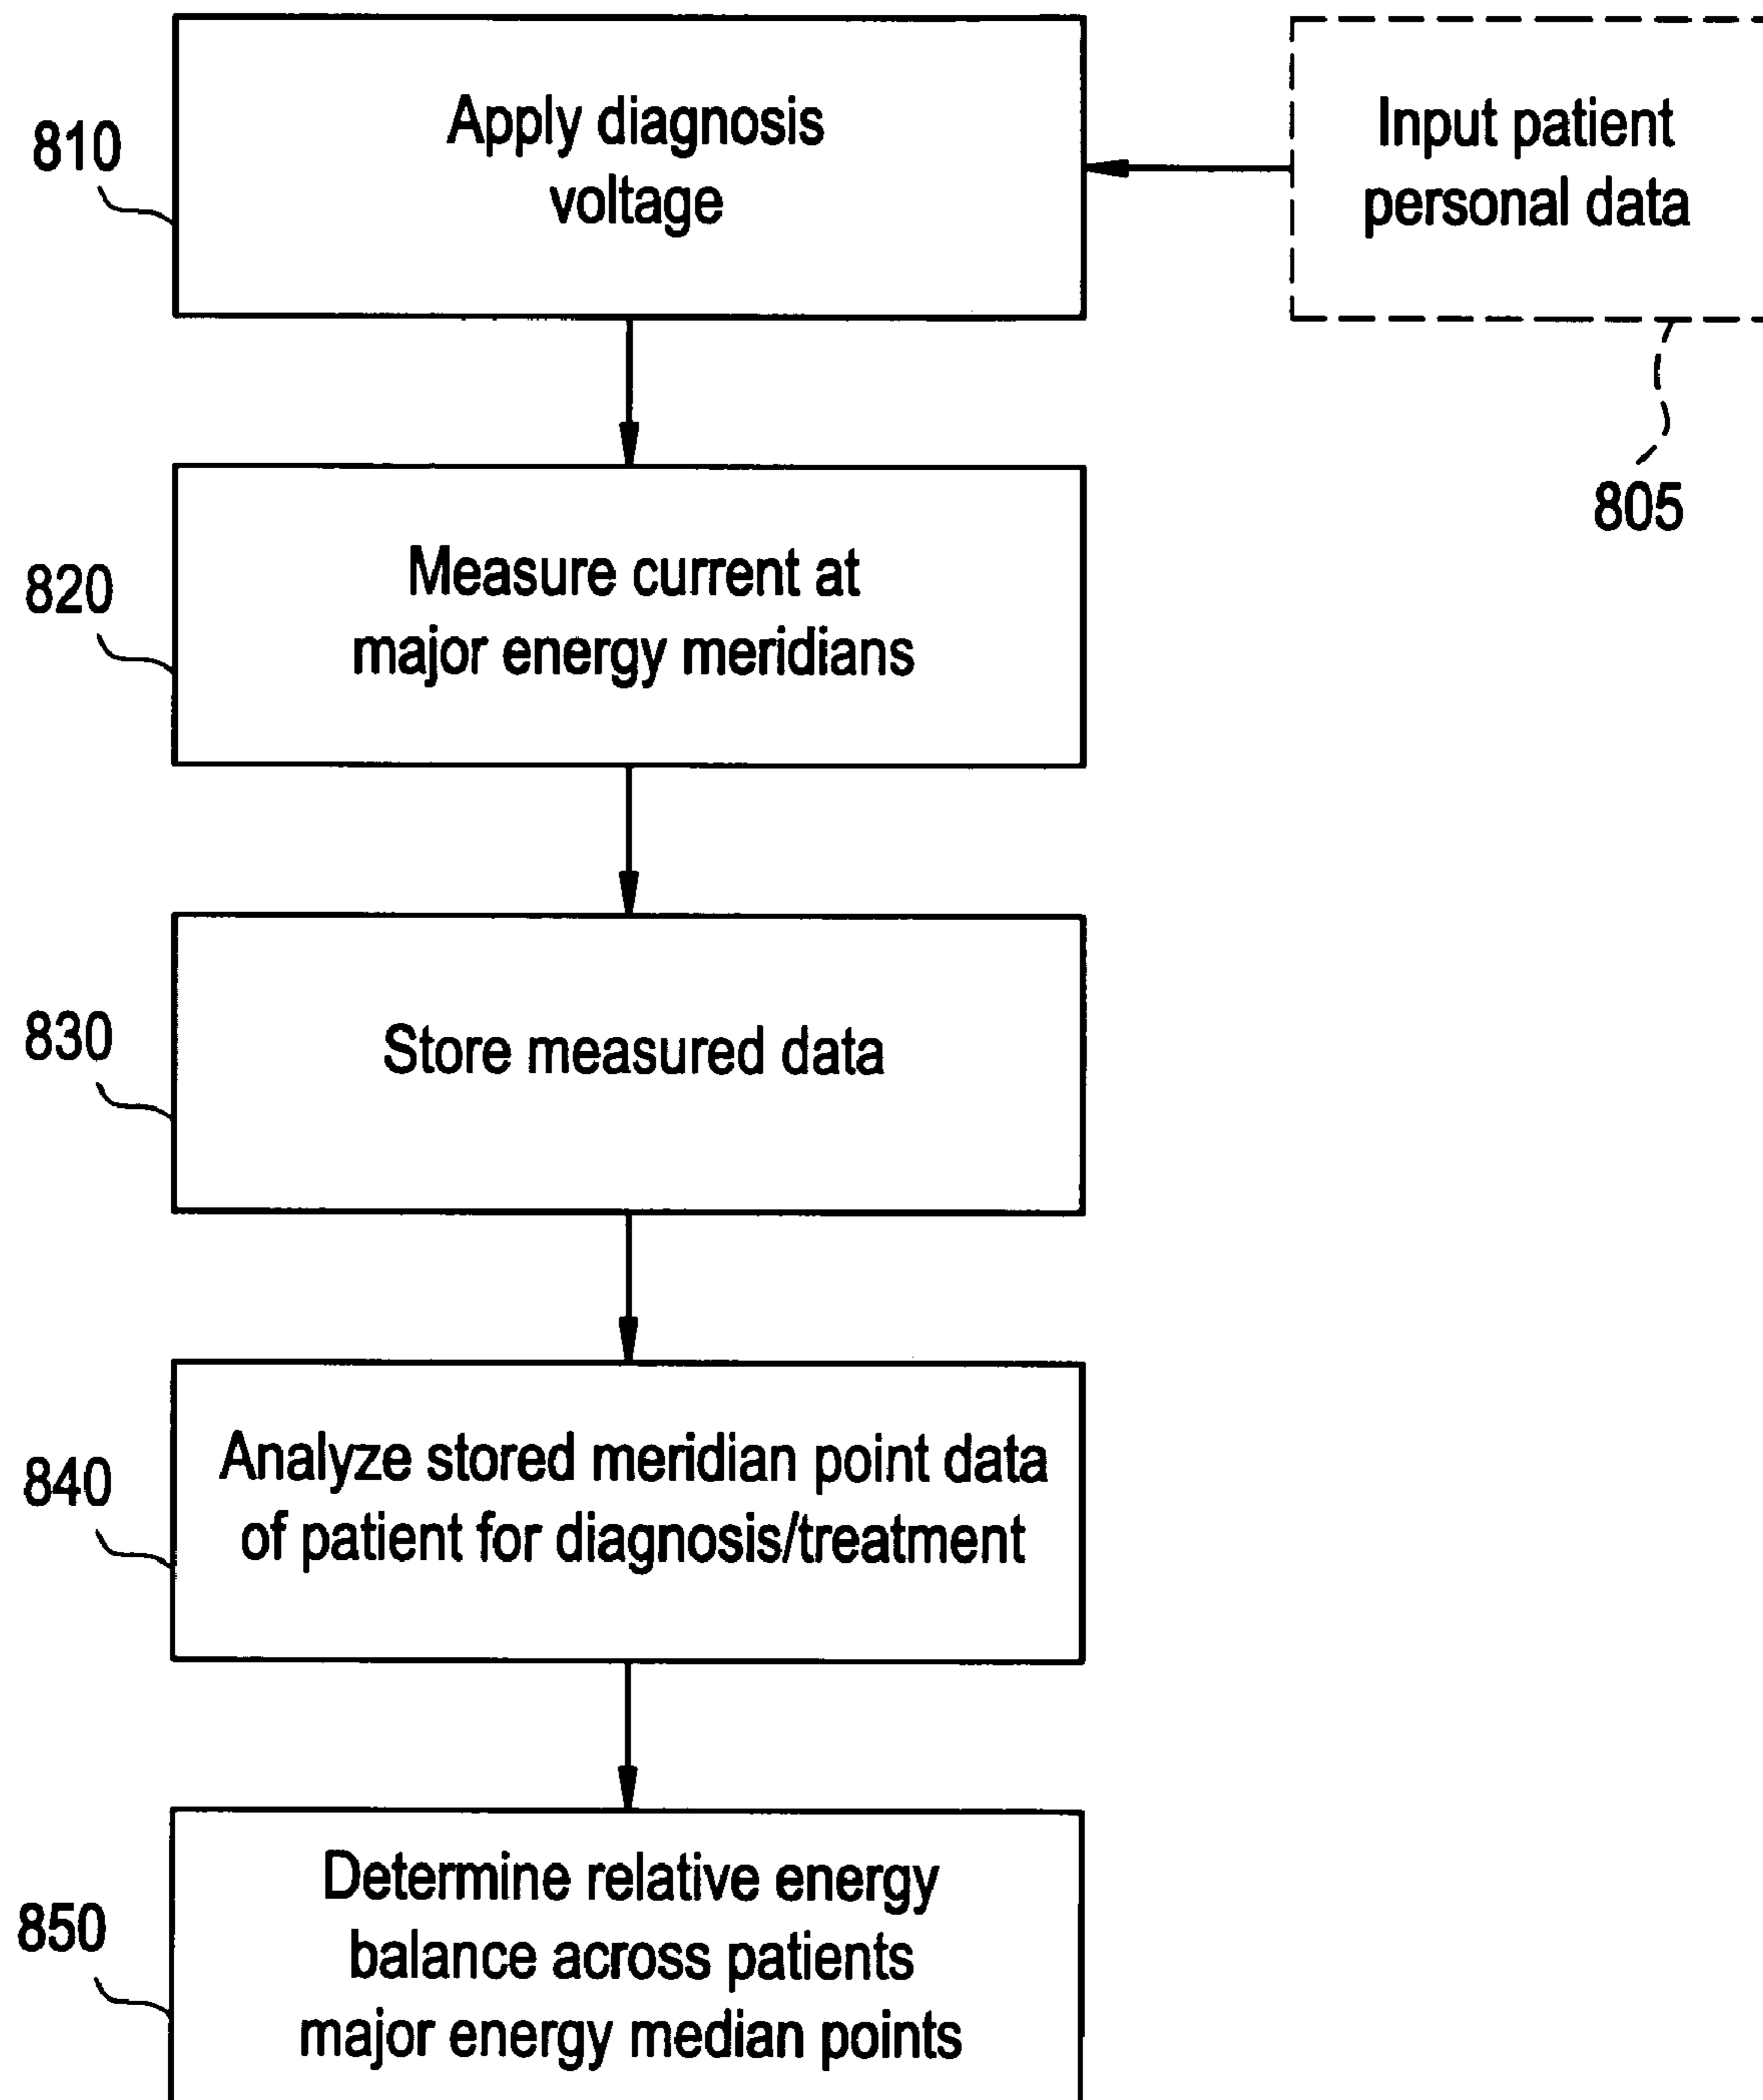 810
Apply diagnosis
voltage
Input patient
personal data
805
820
Measure current at
major energy meridians
830
Store measured data
840
Analyze stored meridian point data
of patient for diagnosis/treatment
850
Determine relative energy
balance across patients
major energy median points